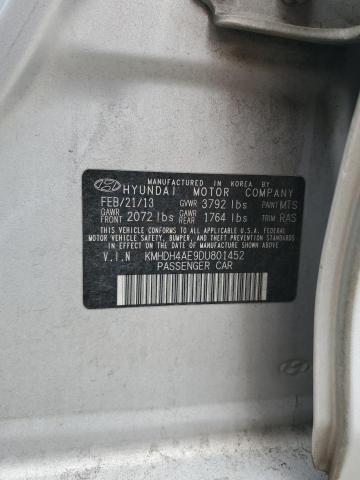 MANUFACTURED IN KOREA BY
HYUNDAI MOTOR COMPANY
FEB/21/13 GVWR 3792 lbs PAINT MTS
GAWR FRONT 2072 lbs GAWR REAR 1764 lbs TRIM RAS
THIS VEHICLE CONFORMS TO ALL APPLICABLE U.S.A. FEDERAL
MOTOR VEHICLE SAFETY, BUMPER, AND THEFT PREVENTION
STANDARDS IN EFFECT ON THE DATE OF MANUFACTURE SHOWN ABOVE.
V.I.N KMHDH4AE9DU801452
PASSENGER CAR